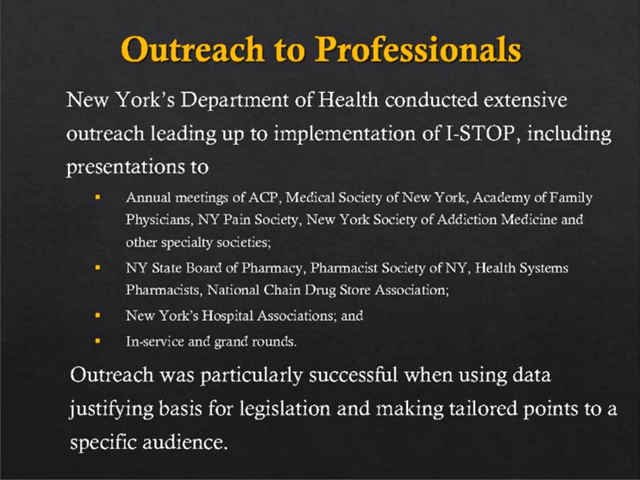 Outreach to Professionals
New York's Department of Health conducted extensive
outreach leading up to implementation of I-STOP, including
presentations to
▪ Annual meetings of ACP, Medical Society of New York, Academy of Family
Physicians, NY Pain Society, New York Society of Addiction Medicine and
other specialty societies;
▪ NY State Board of Pharmacy, Pharmacist Society of NY, Health Systems
Pharmacists, National Chain Drug Store Association;
▪ New York's Hospital Associations; and
▪ In-service and grand rounds.
Outreach was particularly successful when using data
justifying basis for legislation and making tailored points to a
specific audience.